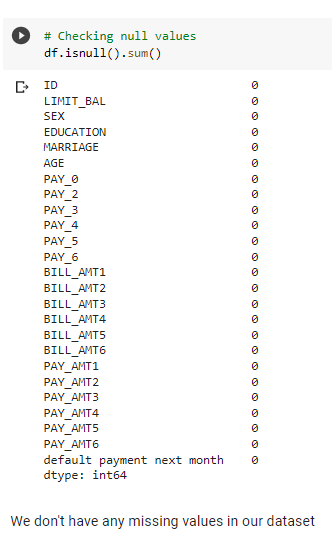 # Checking null values
df.isnull().sum()
ID 0
LIMIT_BAL 0
SEX 0
EDUCATION 0
MARRIAGE 0
AGE 0
PAY_0 0
PAY_2 0
PAY_3 0
PAY_4 0
PAY_5 0
PAY_6 0
BILL_AMT1 0
BILL_AMT2 0
BILL_AMT3 0
BILL_AMT4 0
BILL_AMT5 0
BILL_AMT6 0
PAY_AMT1 0
PAY_AMT2 0
PAY_AMT3 0
PAY_AMT4 0
PAY_AMT5 0
PAY_AMT6 0
default payment next month 0
dtype: int64
We don't have any missing values in our dataset